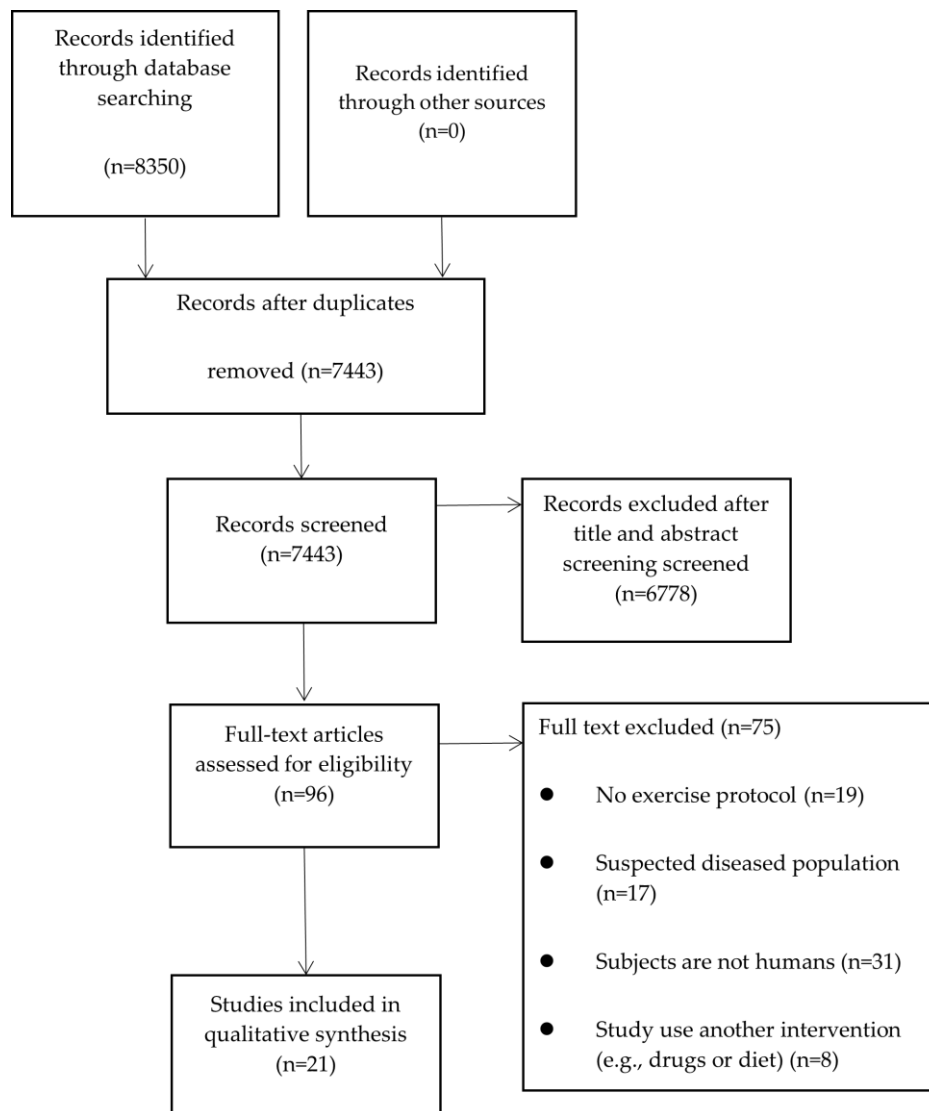 Records identified
through database
searching
(n=8350)
Records identified
through other sources
(n=0)
Records after duplicates
removed (n=7443)
Records screened
(n=7443)
Records excluded after
title and abstract
screening screened
(n=6778)
Full-text articles
assessed for eligibility
(n=96)
Full text excluded (n=75)
● No exercise protocol (n=19)
● Suspected diseased population
(n=17)
● Subjects are not humans (n=31)
● Study use another intervention
(e.g., drugs or diet) (n=8)
Studies included in
qualitative synthesis
(n=21)